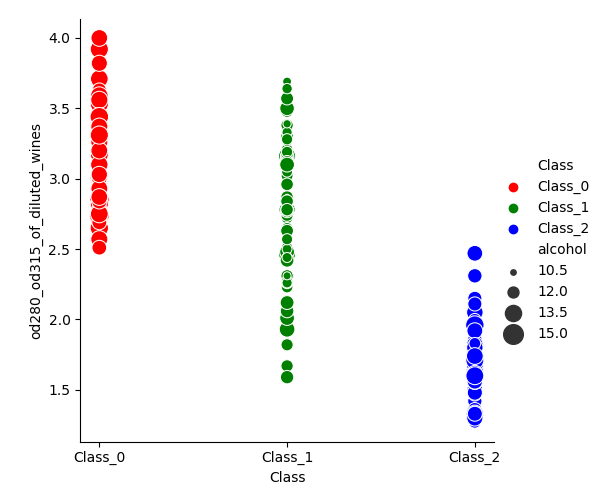 4.0
3.5
3.0
2.5
2.0
1.5
od280_od315_of_diluted_wines
Class_0
Class_1
Class_2
Class
Class
Class_0
Class_1
Class_2
alcohol
10.5
12.0
13.5
15.0